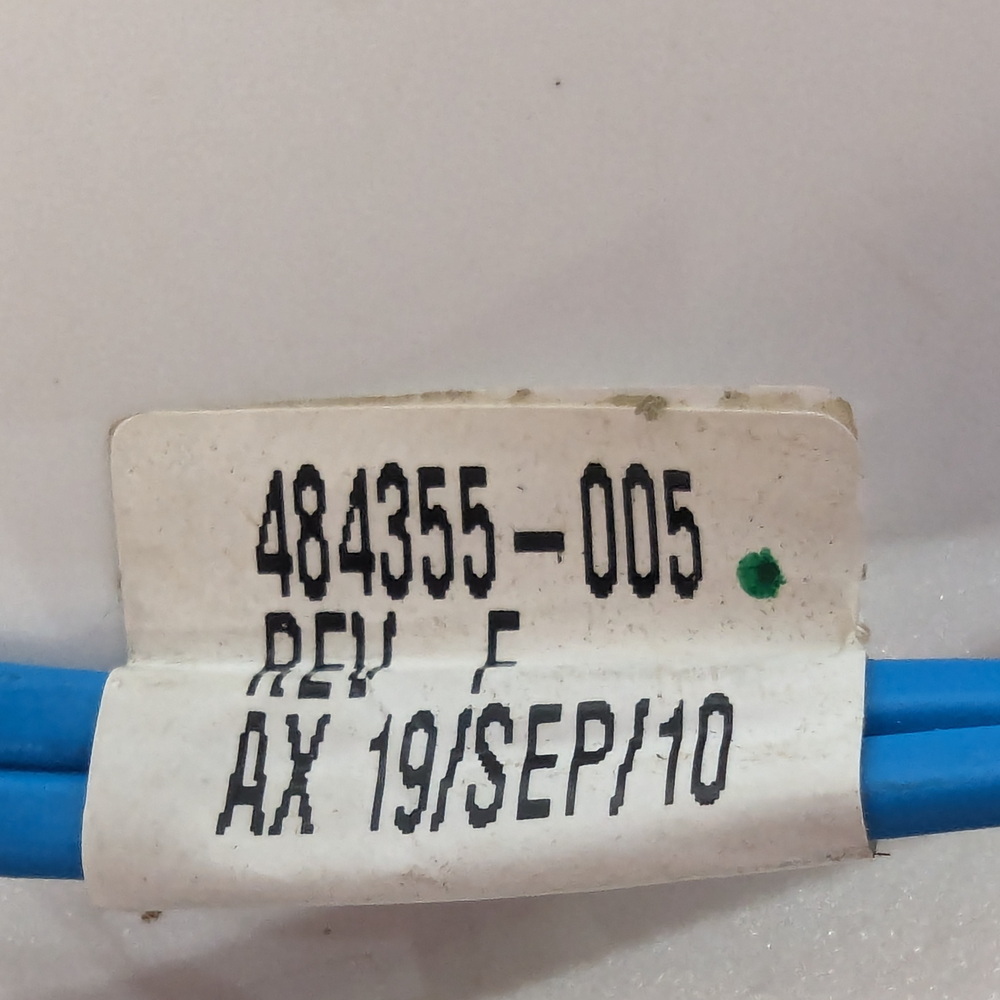 484355-005
REV F
AX 19/SEP/10